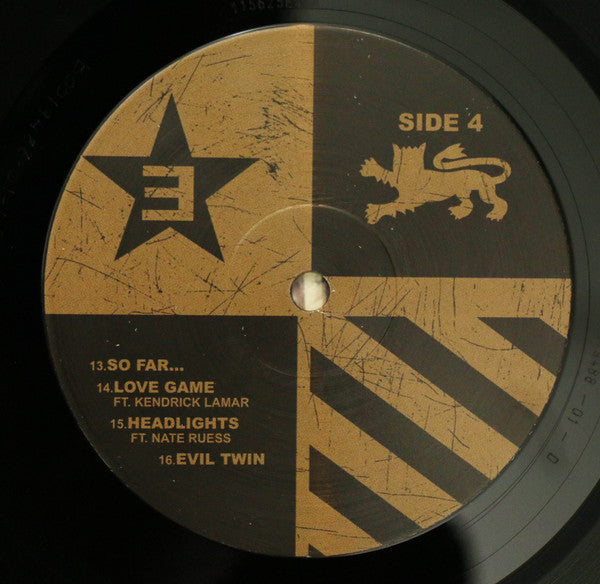 SIDE 4
13.SO FAR...
14.LOVE GAME
FT. KENDRICK LAMAR
15.HEADLIGHTS
FT. NATE RUESS
16.EVIL TWIN